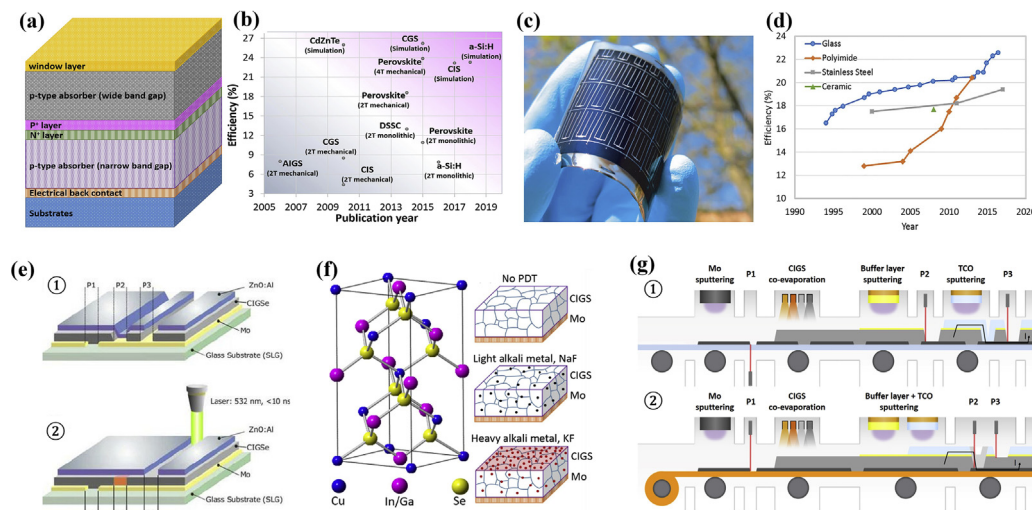 (a)
window layer
p-type absorber (wide band gap)
P⁺ layer
N⁺ layer
p-type absorber (narrow band gap)
Electrical back contact
Substrates
(b)
Efficiency (%)
27
24
21
18
15
12
9
6
3
CdZnTe
(Simulation)
CGS
(Simulation)
a-Si:H
(Simulation)
Perovskite
(4T mechanical)
CIS
(Simulation)
Perovskite
(2T mechanical)
DSSC
(2T monolithic)
Perovskite
(2T monolithic)
CGS
(2T mechanical)
AIGS
(2T mechanical)
CIS
(2T mechanical)
a-Si:H
(2T monolithic)
2005 2007 2009 2011 2013 2015 2017 2019
Publication year
(c)
(d)
Efficiency (%)
24
22
20
18
16
14
12
10
Glass
Polyimide
Stainless Steel
Ceramic
1990 2000 2010 2020
Year
(e)
1
P1 P2 P3
ZnO:Al
CIGSe
Mo
Glass Substrate (SLG)
2
Laser: 532 nm, <10 ns
ZnO:Al
CIGSe
Mo
Glass Substrate (SLG)
(f)
Cu In/Ga Se
No PDT
CIGS
Mo
Light alkali metal, NaF
CIGS
Mo
Heavy alkali metal, KF
CIGS
Mo
(g)
1
Mo
sputtering
P1
CIGS
co-evaporation
Buffer layer
sputtering
P2
TCO
sputtering
P3
2
Mo
sputtering
P1
CIGS
co-evaporation
Buffer layer + TCO
sputtering
P2 P3